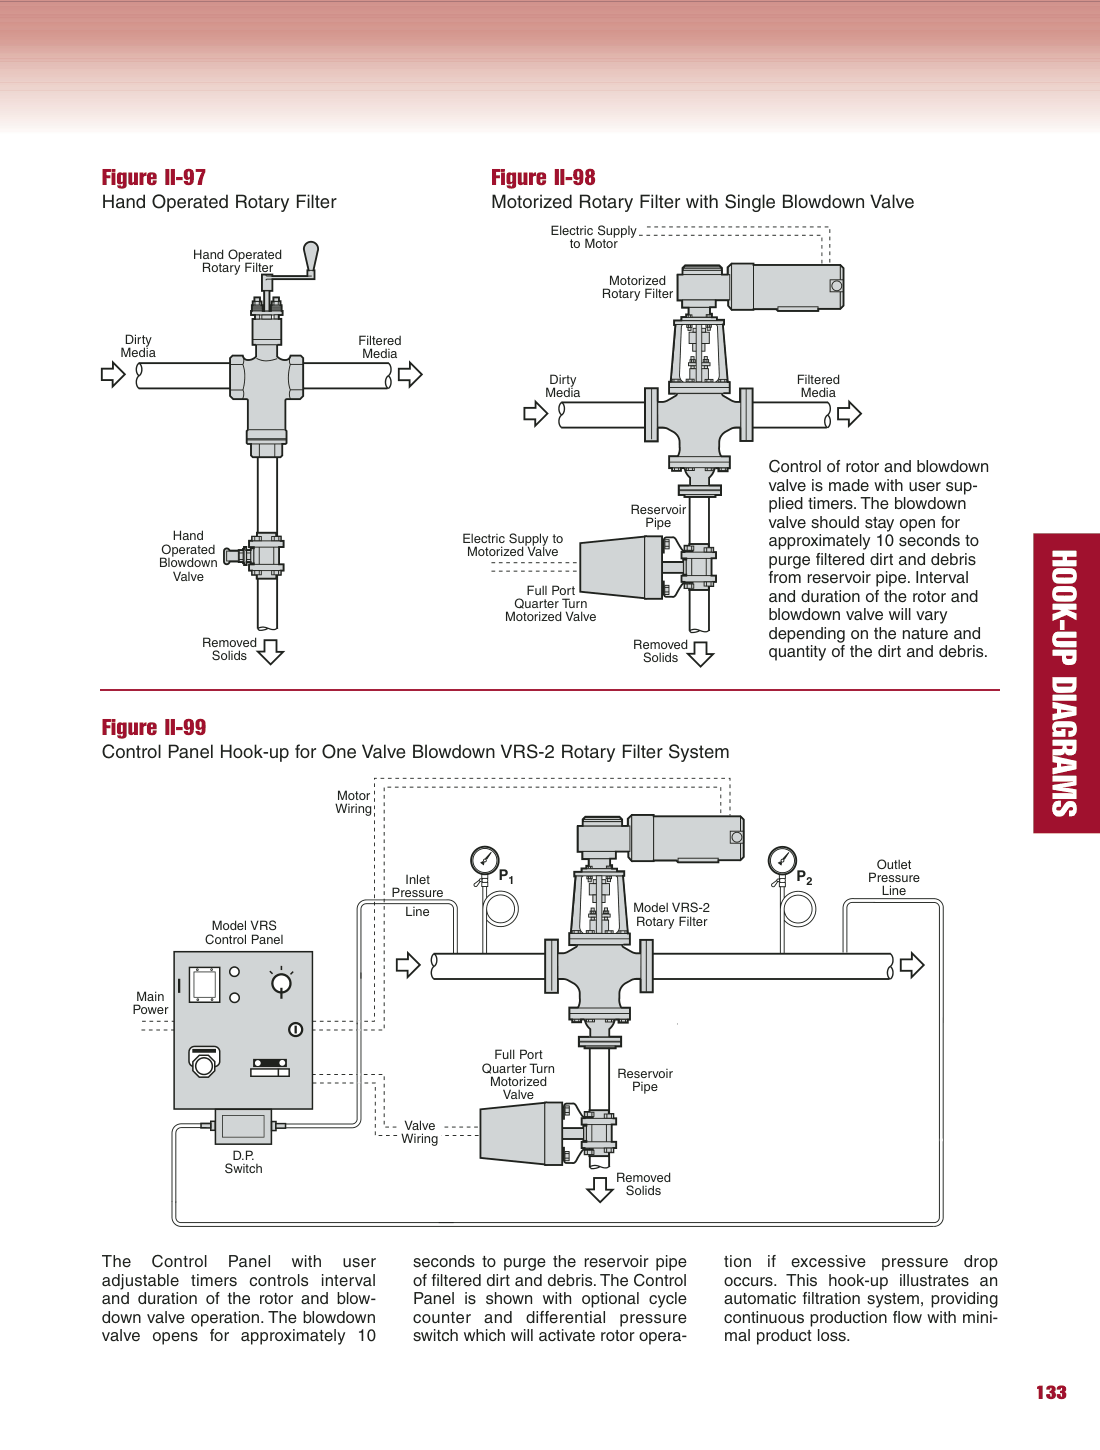 Figure II-97
Hand Operated Rotary Filter
Hand Operated
Rotary Filter
Dirty
Media
Filtered
Media
Hand
Operated
Blowdown
Valve
Removed
Solids
Figure II-98
Motorized Rotary Filter with Single Blowdown Valve
Electric Supply
to Motor
Motorized
Rotary Filter
Dirty
Media
Filtered
Media
Reservoir
Pipe
Electric Supply to
Motorized Valve
Full Port
Quarter Turn
Motorized Valve
Removed
Solids
Control of rotor and blowdown
valve is made with user sup-
plied timers. The blowdown
valve should stay open for
approximately 10 seconds to
purge filtered dirt and debris
from reservoir pipe. Interval
and duration of the rotor and
blowdown valve will vary
depending on the nature and
quantity of the dirt and debris.
HOOK-UP DIAGRAMS
Figure II-99
Control Panel Hook-up for One Valve Blowdown VRS-2 Rotary Filter System
Motor
Wiring
Inlet
Pressure
Line
P1
P2
Outlet
Pressure
Line
Model VRS-2
Rotary Filter
Model VRS
Control Panel
Main
Power
Full Port
Quarter Turn
Motorized
Valve
Reservoir
Pipe
Valve
Wiring
D.P.
Switch
Removed
Solids
The Control Panel with user
adjustable timers controls interval
and duration of the rotor and blow-
down valve operation. The blowdown
valve opens for approximately 10
seconds to purge the reservoir pipe
of filtered dirt and debris. The Control
Panel is shown with optional cycle
counter and differential pressure
switch which will activate rotor opera-
tion if excessive pressure drop
occurs. This hook-up illustrates an
automatic filtration system, providing
continuous production flow with mini-
mal product loss.
133